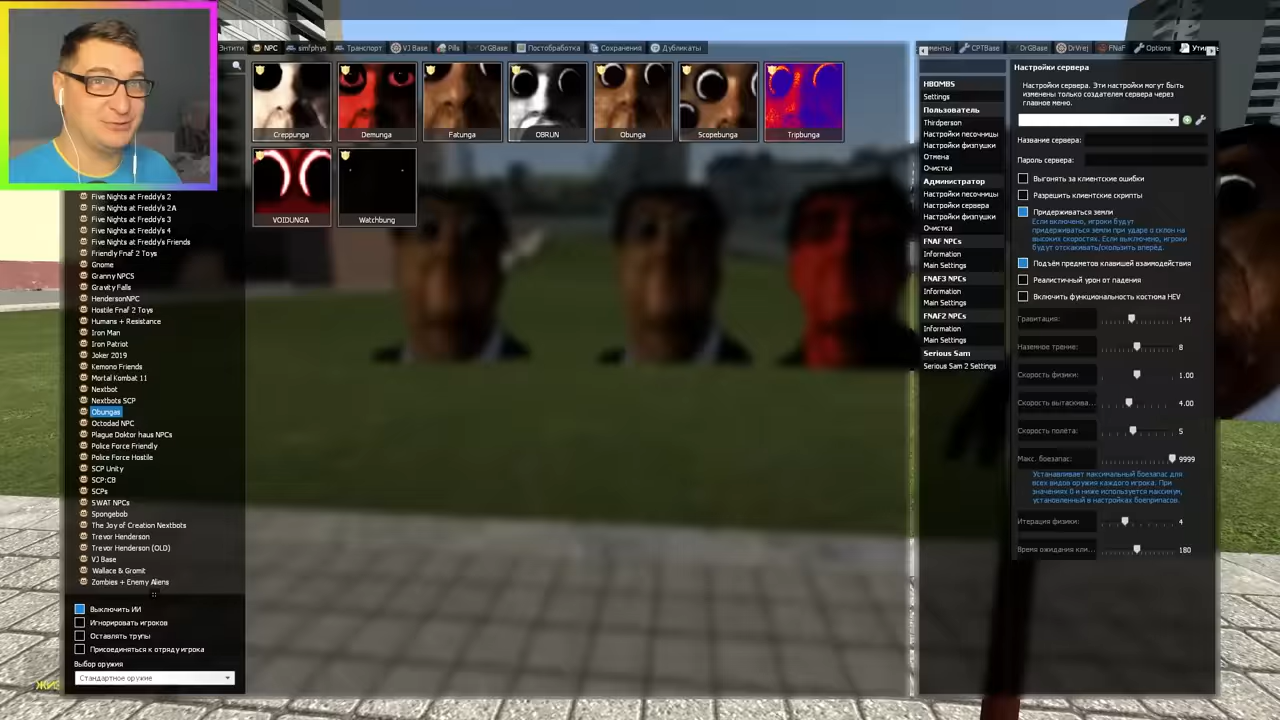 нтити NPC simfphys Транспорт VJ Base Pills DrGBase Постобработка Сохранения Дубликаты
Creppunga Demunga Fatunga OBRUN Obunga Scopebunga Tripbunga
VOIDUNGA Watchbung
Five Nights at Freddy's 2
Five Nights at Freddy's 2A
Five Nights at Freddy's 3
Five Nights at Freddy's 4
Five Nights at Freddy's Friends
Friendly Fnaf 2 Toys
Gnome
Granny NPCS
Gravity Falls
HendersonNPC
Hostile Fnaf 2 Toys
Humans + Resistance
Iron Man
Iron Patriot
Joker 2019
Kemono Friends
Mortal Kombat 11
Nextbot
Nextbots SCP
Obungas
Octodad NPC
Plague Doktor haus NPCs
Police Force Friendly
Police Force Hostile
SCP Unity
SCP:CB
SCPs
SWAT NPCs
Spongebob
The Joy of Creation Nextbots
Trevor Henderson
Trevor Henderson (OLD)
VJ Base
Wallace & Gromit
Zombies + Enemy Aliens
Выключить ИИ
Игнорировать игроков
Оставлять трупы
Присоединяться к отряду игрока
Выбор оружия
Стандартное оружие
менты CPTBase DrGBase DrVrej FNaF Options Ути
HBOMBS
Settings
Пользователь
Thirdperson
Настройки песочницы
Настройки физпушки
Отмена
Очистка
Администратор
Настройки песочницы
Настройки сервера
Настройки физпушки
Очистка
FNAF NPCs
Information
Main Settings
FNAF3 NPCs
Information
Main Settings
FNAF2 NPCs
Information
Main Settings
Serious Sam
Serious Sam 2 Settings
Настройки сервера
Настройки сервера. Эти настройки могут быть
изменены только создателем сервера через
главное меню.
Название сервера:
Пароль сервера:
Выгонять за клиентские ошибки
Разрешить клиентские скрипты
Придерживаться земли
Если включено, игроки будут
придерживаться земли при ударе о склон на
высоких скоростях. Если выключено, игроки
будут отскакивать/скользить вперёд.
Подъём предметов клавишей взаимодействия
Реалистичный урон от падения
Включить функциональность костюма HEV
Гравитация: 144
Наземное трение: 8
Скорость физики: 1.00
Скорость вытаскива... 4.00
Скорость полёта: 5
Макс. боезапас: 9999
Устанавливает максимальный боезапас для
всех видов оружия каждого игрока. При
значениях 0 и ниже используется максимум,
установленный в настройках боеприпасов.
Итерация физики: 4
Время ожидания кли... 180